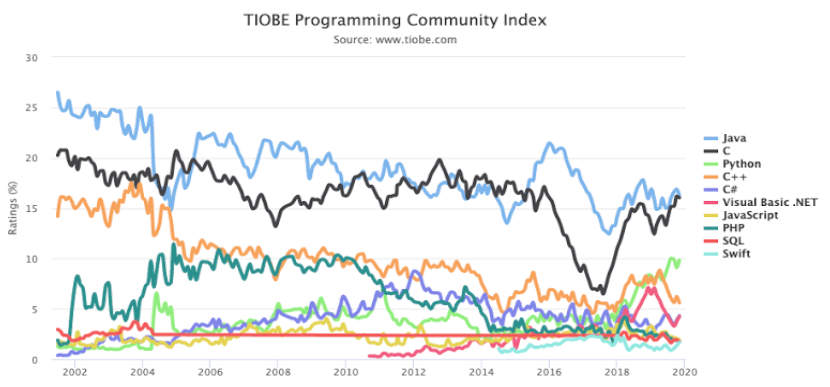 TIOBE Programming Community Index
Source: www.tiobe.com
Ratings (%)
30
25
20
15
10
5
0
2002
2004
2006
2008
2010
2012
2014
2016
2018
2020
Java
C
Python
C++
C#
Visual Basic .NET
JavaScript
PHP
SQL
Swift